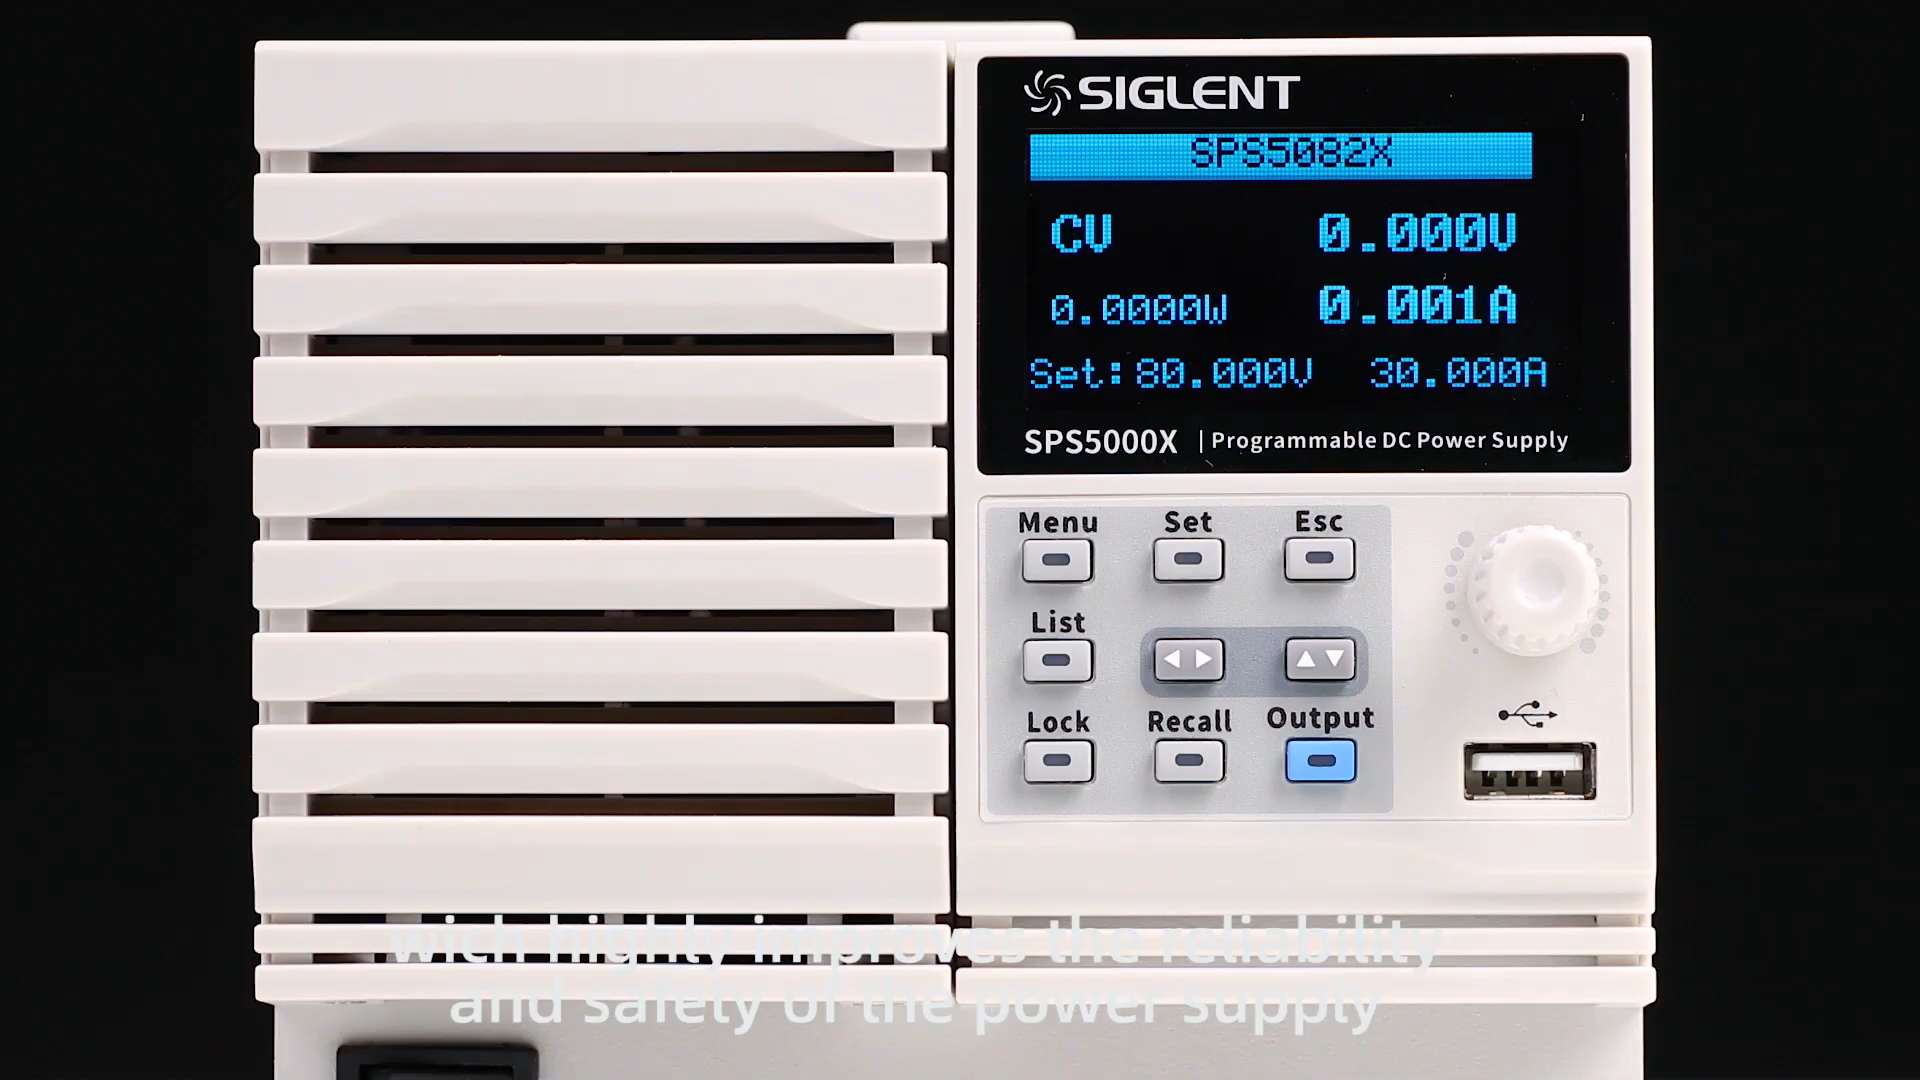 SIGLENT
SPS5082X
CV 0.000V
0.0000W 0.001A
Set: 80.000V 30.000A
SPS5000X | Programmable DC Power Supply
Menu Set Esc
List
Lock Recall Output
wich highly improves the reliability
and safety of the power supply